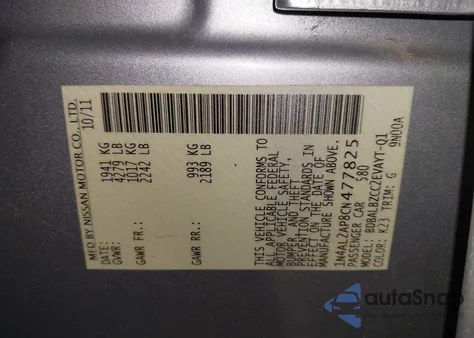 MFD BY NISSAN MOTOR CO., LTD.
10/11
GVWR: 1941 KG
4279 LB
GAWR FR: 1017 KG
2242 LB
GAWR RR: 993 KG
2189 LB
THIS VEHICLE CONFORMS TO
ALL APPLICABLE FEDERAL
MOTOR VEHICLE SAFETY,
BUMPER, AND THEFT PREVENTION
STANDARDS IN EFFECT ON THE DATE OF
MANUFACTURE SHOWN ABOVE.
1N4AL2AP8CN477825
PASSENGER CAR 580
MODEL: BDBALBZCC2EVAYT-Q1
COLOR: K23 TRIM: G 9N00A
autoSnap